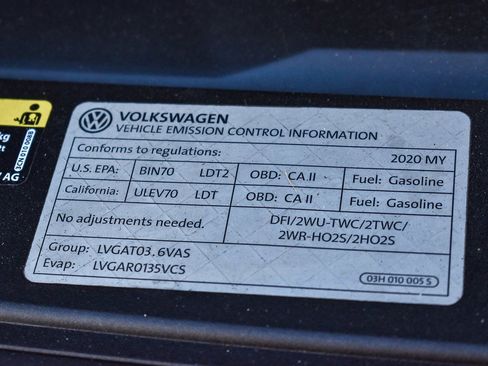 VOLKSWAGEN
VEHICLE EMISSION CONTROL INFORMATION
Conforms to regulations: 2020 MY
U.S. EPA: BIN70 LDT2 OBD: CA II Fuel: Gasoline
California: ULEV70 LDT OBD: CA II Fuel: Gasoline
No adjustments needed. DFI/2WU-TWC/2TWC/
2WR-HO2S/2HO2S
Group: LVGAT03.6VAS
Evap: LVGAR0135VCS
03H 010 005 S
kg
AG